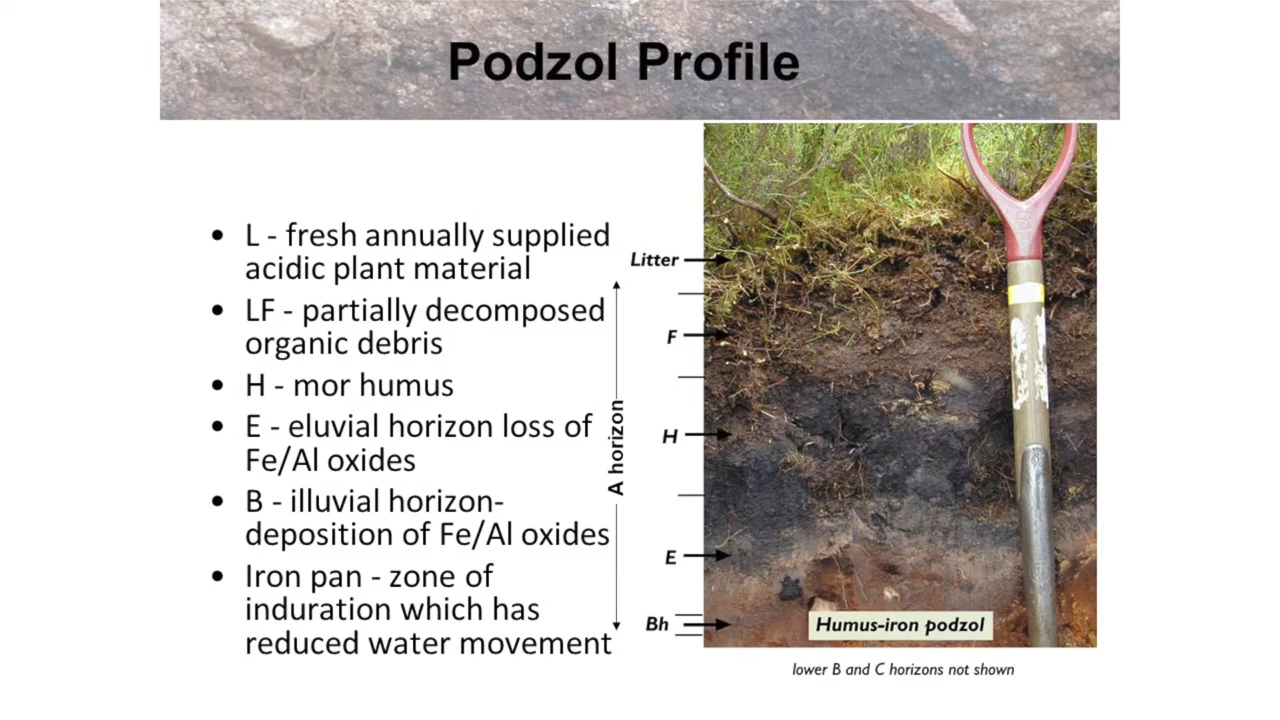 Podzol Profile
• L - fresh annually supplied
acidic plant material
• LF - partially decomposed
organic debris
• H - mor humus
• E - eluvial horizon loss of
Fe/Al oxides
• B - illuvial horizon-
deposition of Fe/Al oxides
• Iron pan - zone of
induration which has
reduced water movement
Litter
F
H
E
Bh
A horizon
Humus-iron podzol
lower B and C horizons not shown